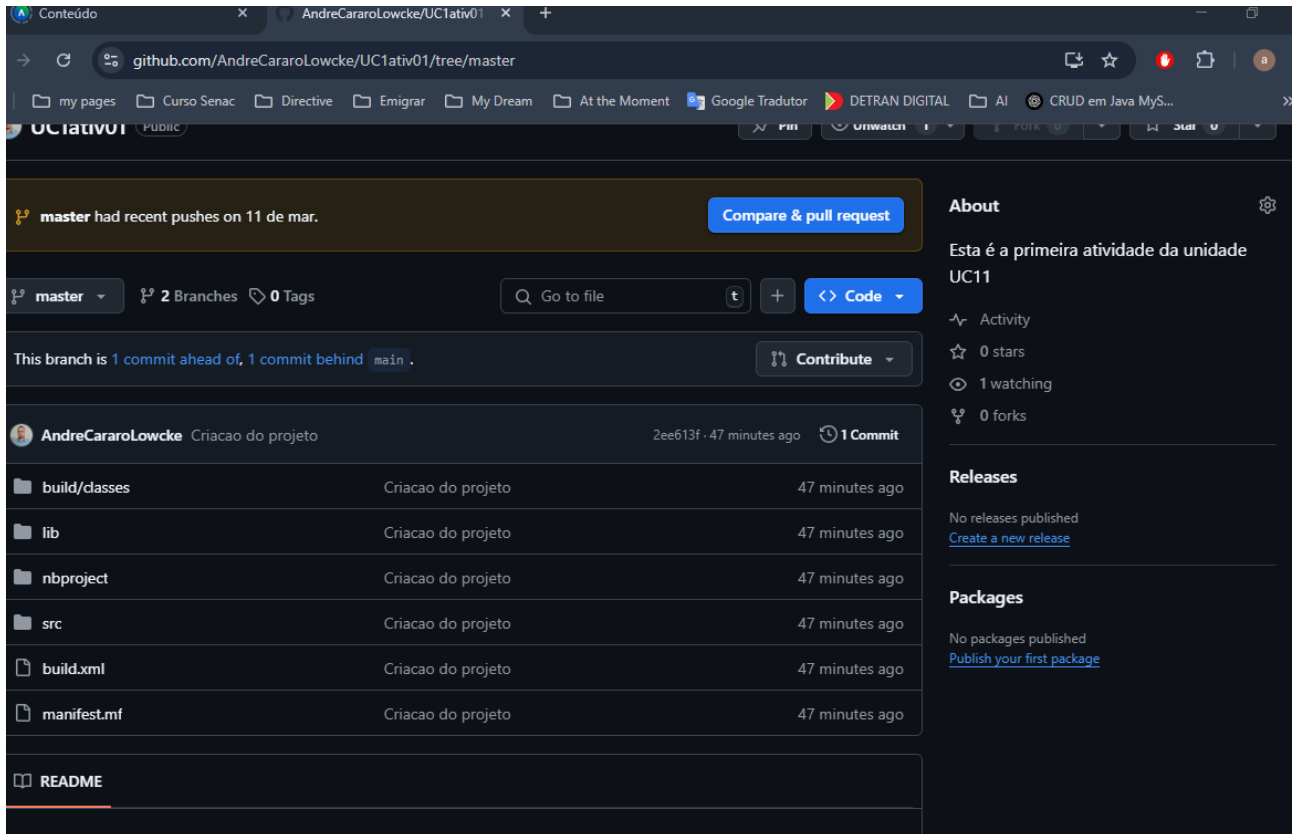 Conteúdo
AndreCararoLowcke/UC1ativ01
github.com/AndreCararoLowcke/UC1ativ01/tree/master
a
my pages Curso Senac Directive Emigrar My Dream At the Moment Google Tradutor DETRAN DIGITAL AI CRUD em Java MyS...
UC1ativ01 Public Pin Unwatch 1 Fork 0 Star 0
master had recent pushes on 11 de mar. Compare & pull request
master 2 Branches 0 Tags Go to file t Code
This branch is 1 commit ahead of, 1 commit behind main . Contribute
AndreCararoLowcke Criacao do projeto 2ee613f · 47 minutes ago 1 Commit
build/classes Criacao do projeto 47 minutes ago
lib Criacao do projeto 47 minutes ago
nbproject Criacao do projeto 47 minutes ago
src Criacao do projeto 47 minutes ago
build.xml Criacao do projeto 47 minutes ago
manifest.mf Criacao do projeto 47 minutes ago
README
About
Esta é a primeira atividade da unidade
UC11
Activity
0 stars
1 watching
0 forks
Releases
No releases published
Create a new release
Packages
No packages published
Publish your first package